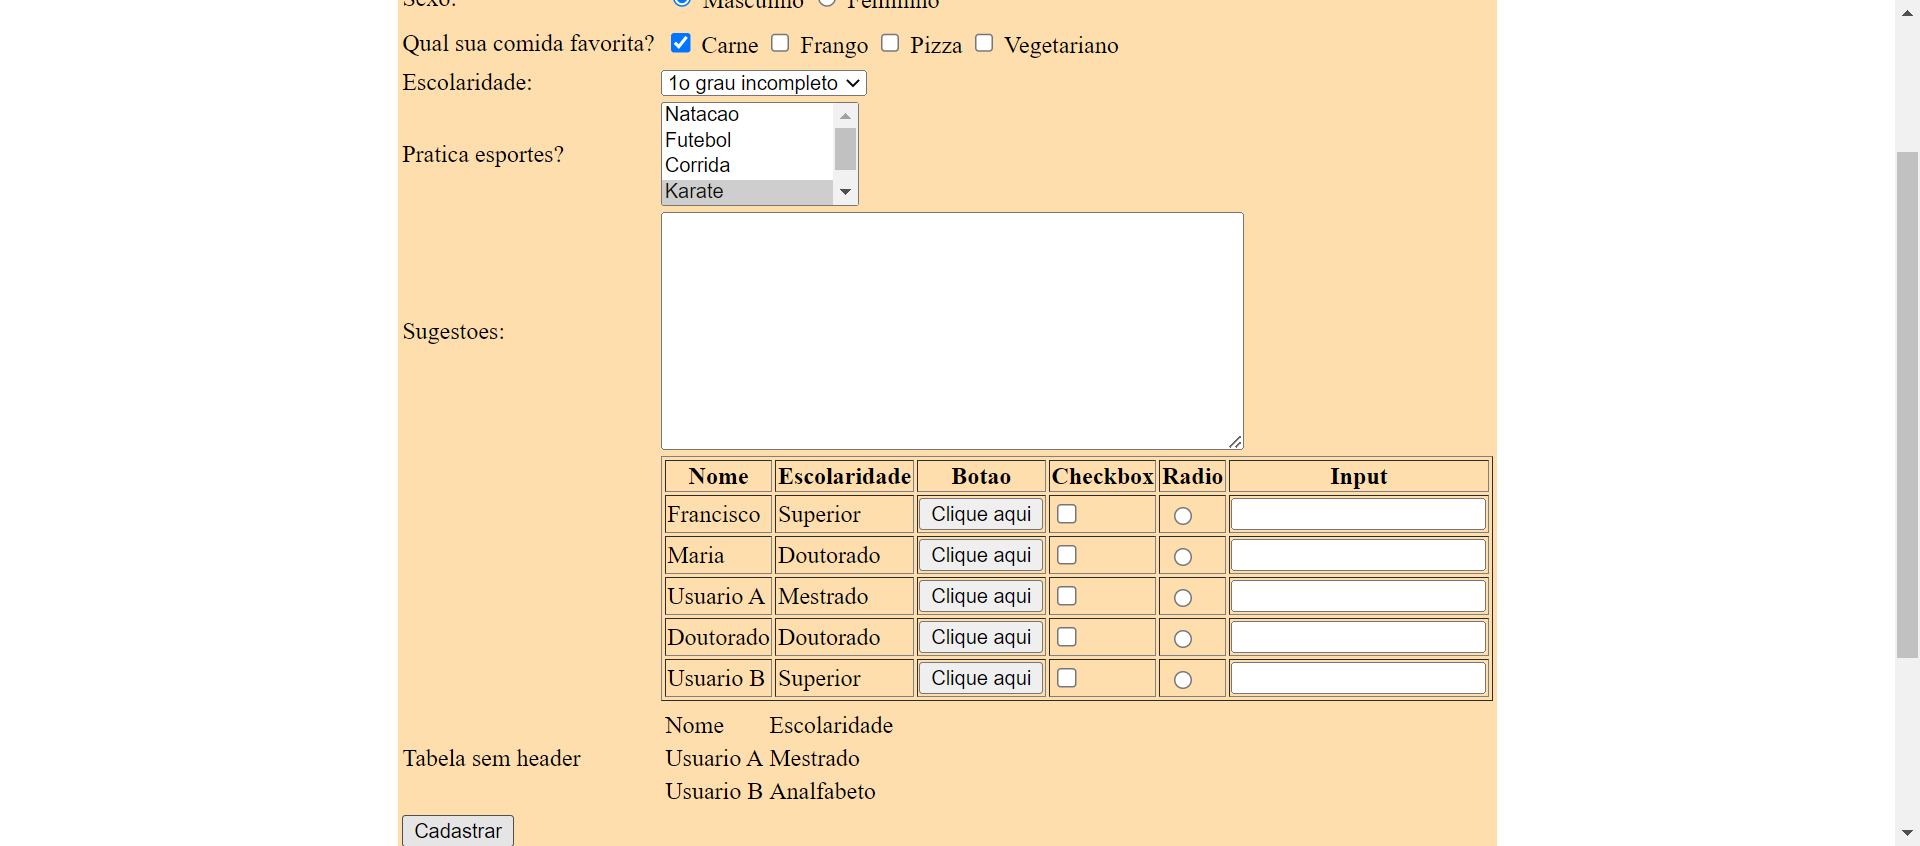 Sexo: Masculino Feminino
Qual sua comida favorita? Carne Frango Pizza Vegetariano
Escolaridade: 1o grau incompleto
Natacao
Futebol
Corrida
Pratica esportes?
Karate
Sugestoes:
Nome Escolaridade Botao Checkbox Radio Input
Francisco Superior Clique aqui
Maria Doutorado Clique aqui
Usuario A Mestrado Clique aqui
Doutorado Doutorado Clique aqui
Usuario B Superior Clique aqui
Nome Escolaridade
Tabela sem header Usuario A Mestrado
Usuario B Analfabeto
Cadastrar